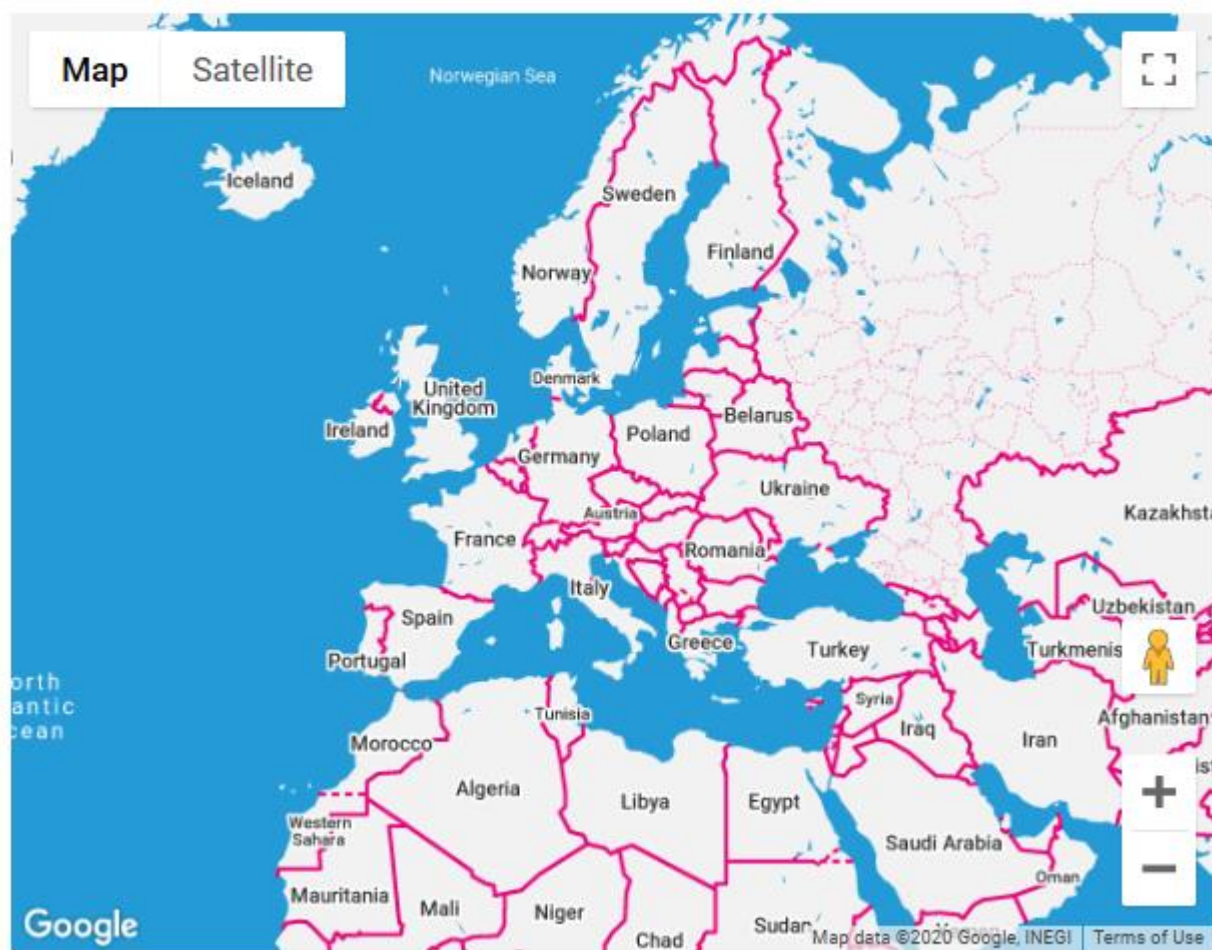 Map
Satellite
Norwegian Sea
Iceland
Sweden
Finland
Norway
Denmark
United
Kingdom
Ireland
Belarus
Poland
Germany
Ukraine
Austria
Kazakhsta
France
Romania
Italy
Uzbekistan
Spain
Greece
Turkey
Turkmenis
Portugal
orth
antic
cean
Syria
Tunisia
Afghanistan
Iraq
Morocco
Iran
Algeria
Libya
Egypt
Western
Sahara
Saudi Arabia
Oman
Mauritania
Mali
Niger
Chad
Sudan
Google
Map data ©2020 Google, INEGI
Terms of Use